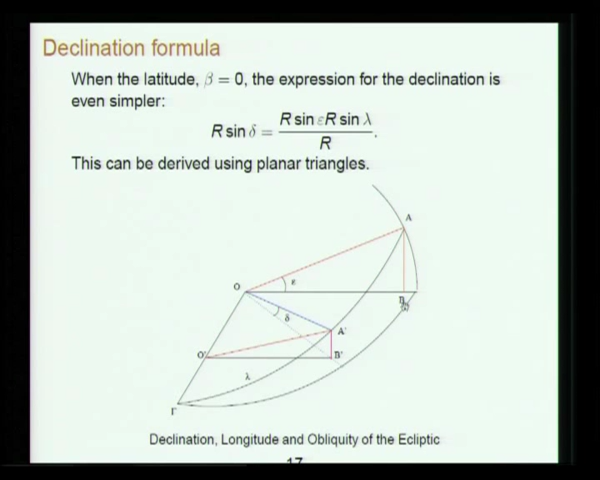 Declination formula
When the latitude, β = 0, the expression for the declination is
even simpler:
R sin δ = R sin ε R sin λ / R.
This can be derived using planar triangles.
A
O
ε
B
δ
A'
O'
B'
λ
Γ
Declination, Longitude and Obliquity of the Ecliptic
17